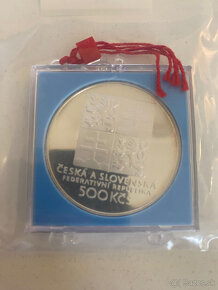 ČESKÁ A SLOVENSKÁ
FEDERATIVNÍ REPUBLIKA
500 KČS